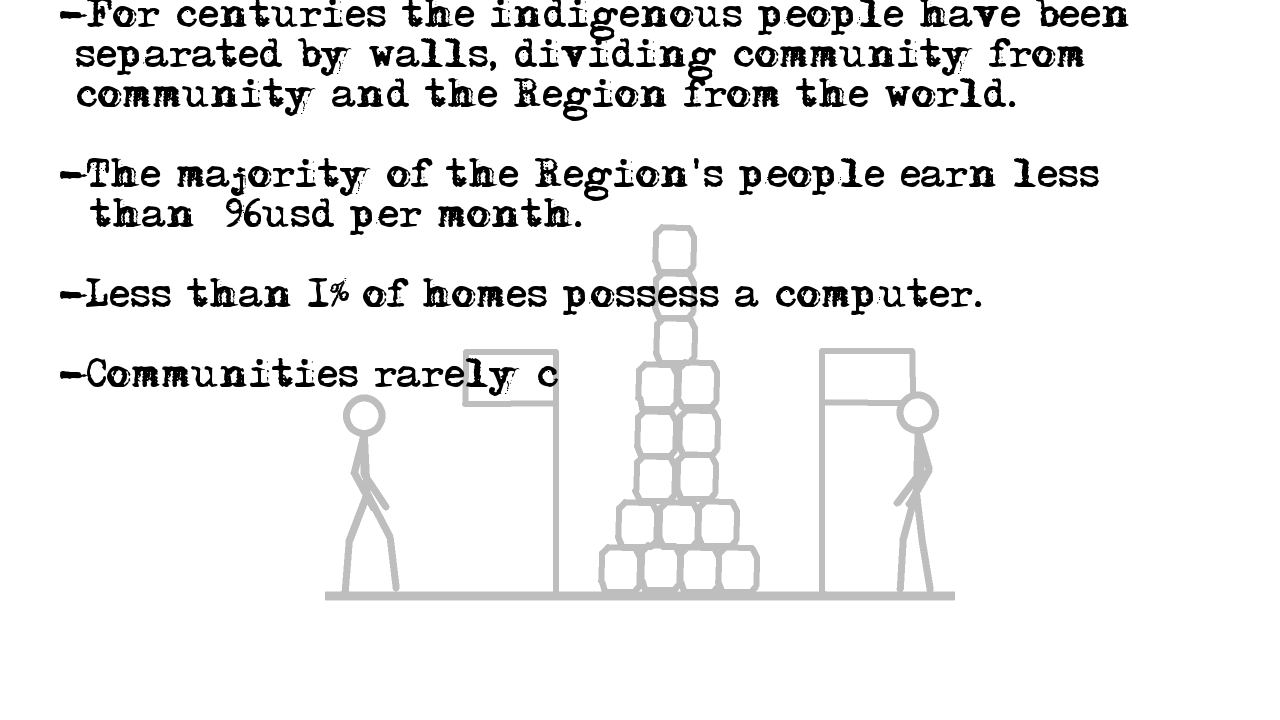 -For centuries the indigenous people have been
separated by walls, dividing community from
community and the Region from the world.
-The majority of the Region's people earn less
than 96usd per month.
-Less than 1% of homes possess a computer.
-Communities rarely c